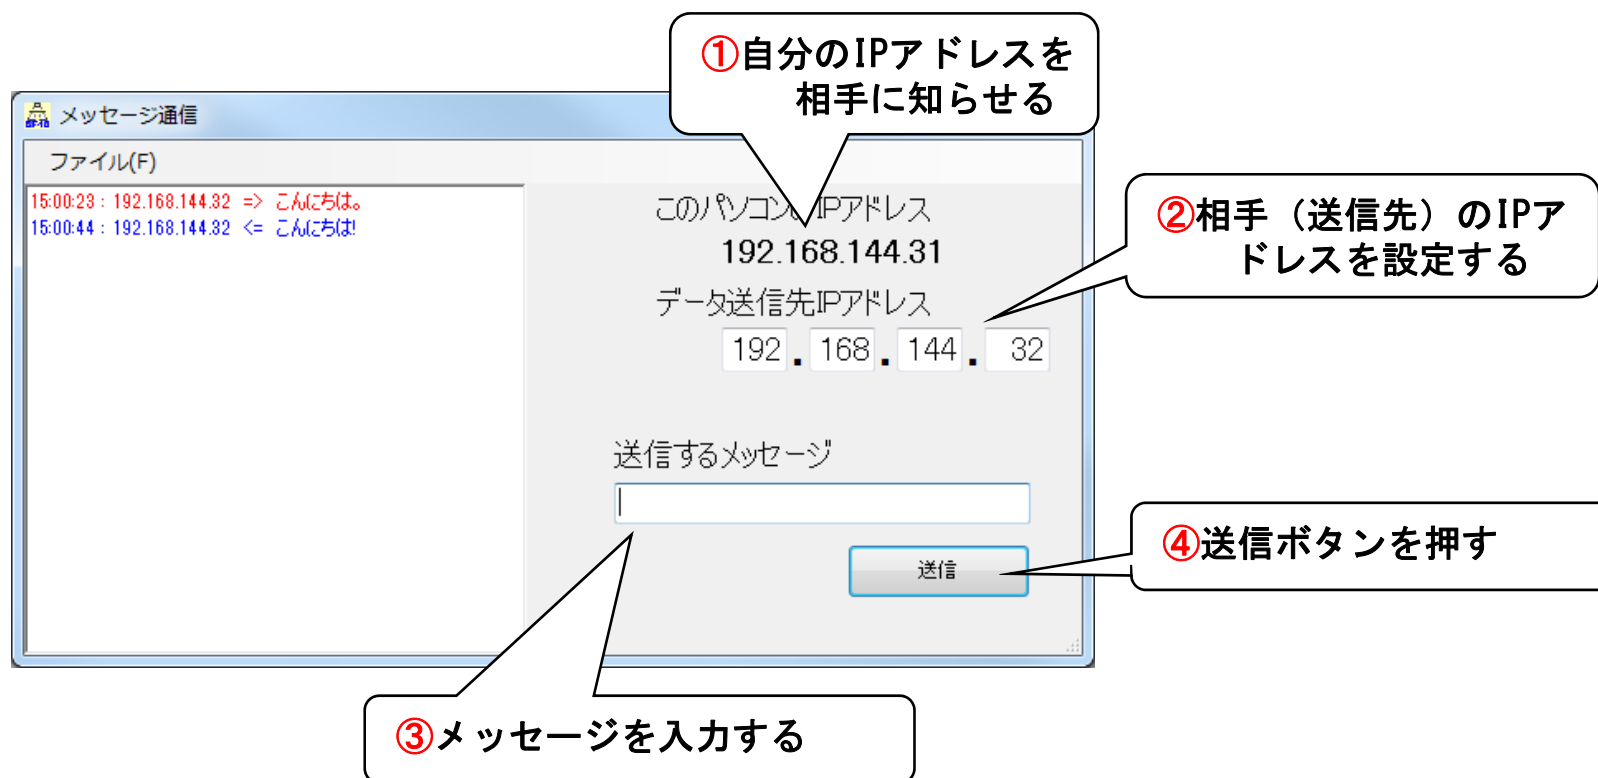 ①自分のIPアドレスを
相手に知らせる
メッセージ通信
ファイル(F)
15:00:23 : 192.168.144.32 => こんにちは。
15:00:44 : 192.168.144.32 <= こんにちは!
このパソコンのIPアドレス
192.168.144.31
②相手（送信先）のIPア
ドレスを設定する
データ送信先IPアドレス
192.168.144.32
送信するメッセージ
④送信ボタンを押す
送信
③メッセージを入力する